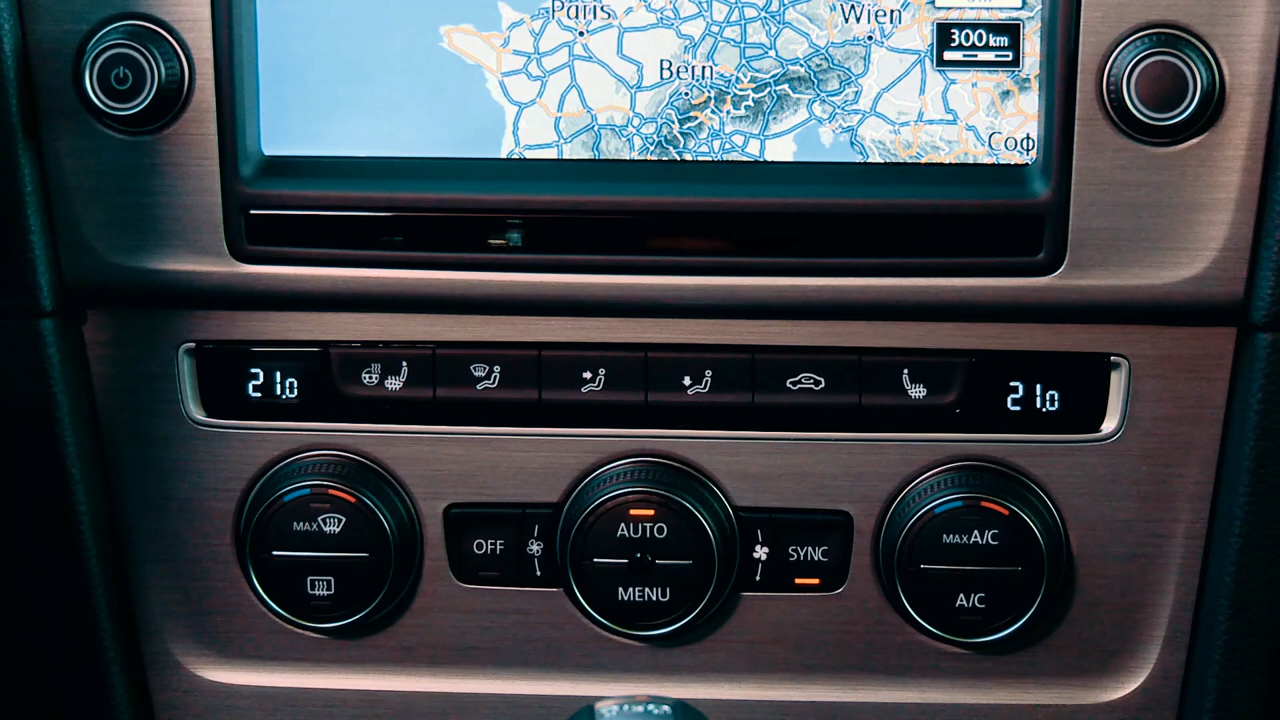 Paris
Wien
300 km
Bern
Соф
21.0
21.0
MAX
AUTO
OFF
SYNC
MENU
MAX A/C
A/C